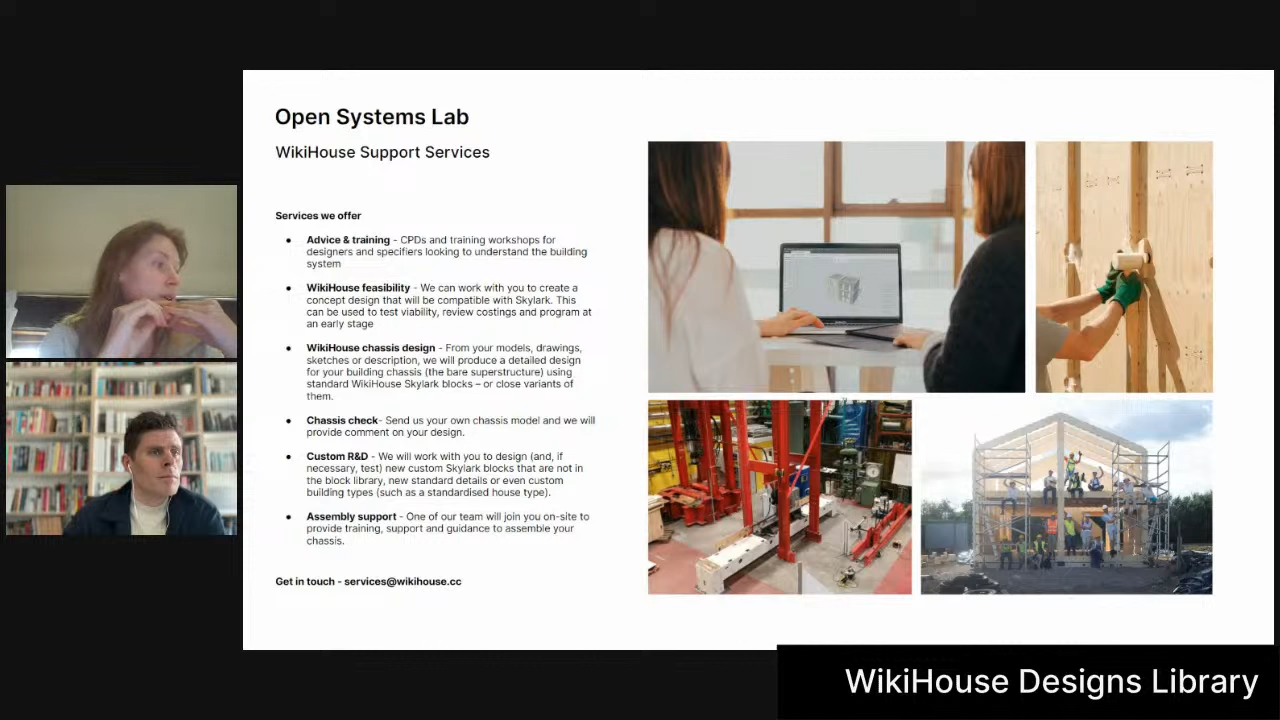 Open Systems Lab
WikiHouse Support Services
Services we offer
● Advice & training - CPDs and training workshops for
designers and specifiers looking to understand the building
system
● WikiHouse feasibility - We can work with you to create a
concept design that will be compatible with Skylark. This
can be used to test viability, review costings and program at
an early stage
● WikiHouse chassis design - From your models, drawings,
sketches or description, we will produce a detailed design
for your building chassis (the bare superstructure) using
standard WikiHouse Skylark blocks – or close variants of
them.
● Chassis check- Send us your own chassis model and we will
provide comment on your design.
● Custom R&D - We will work with you to design (and, if
necessary, test) new custom Skylark blocks that are not in
the block library, new standard details or even custom
building types (such as a standardised house type).
● Assembly support - One of our team will join you on-site to
provide training, support and guidance to assemble your
chassis.
Get in touch - services@wikihouse.cc
WikiHouse Designs Library